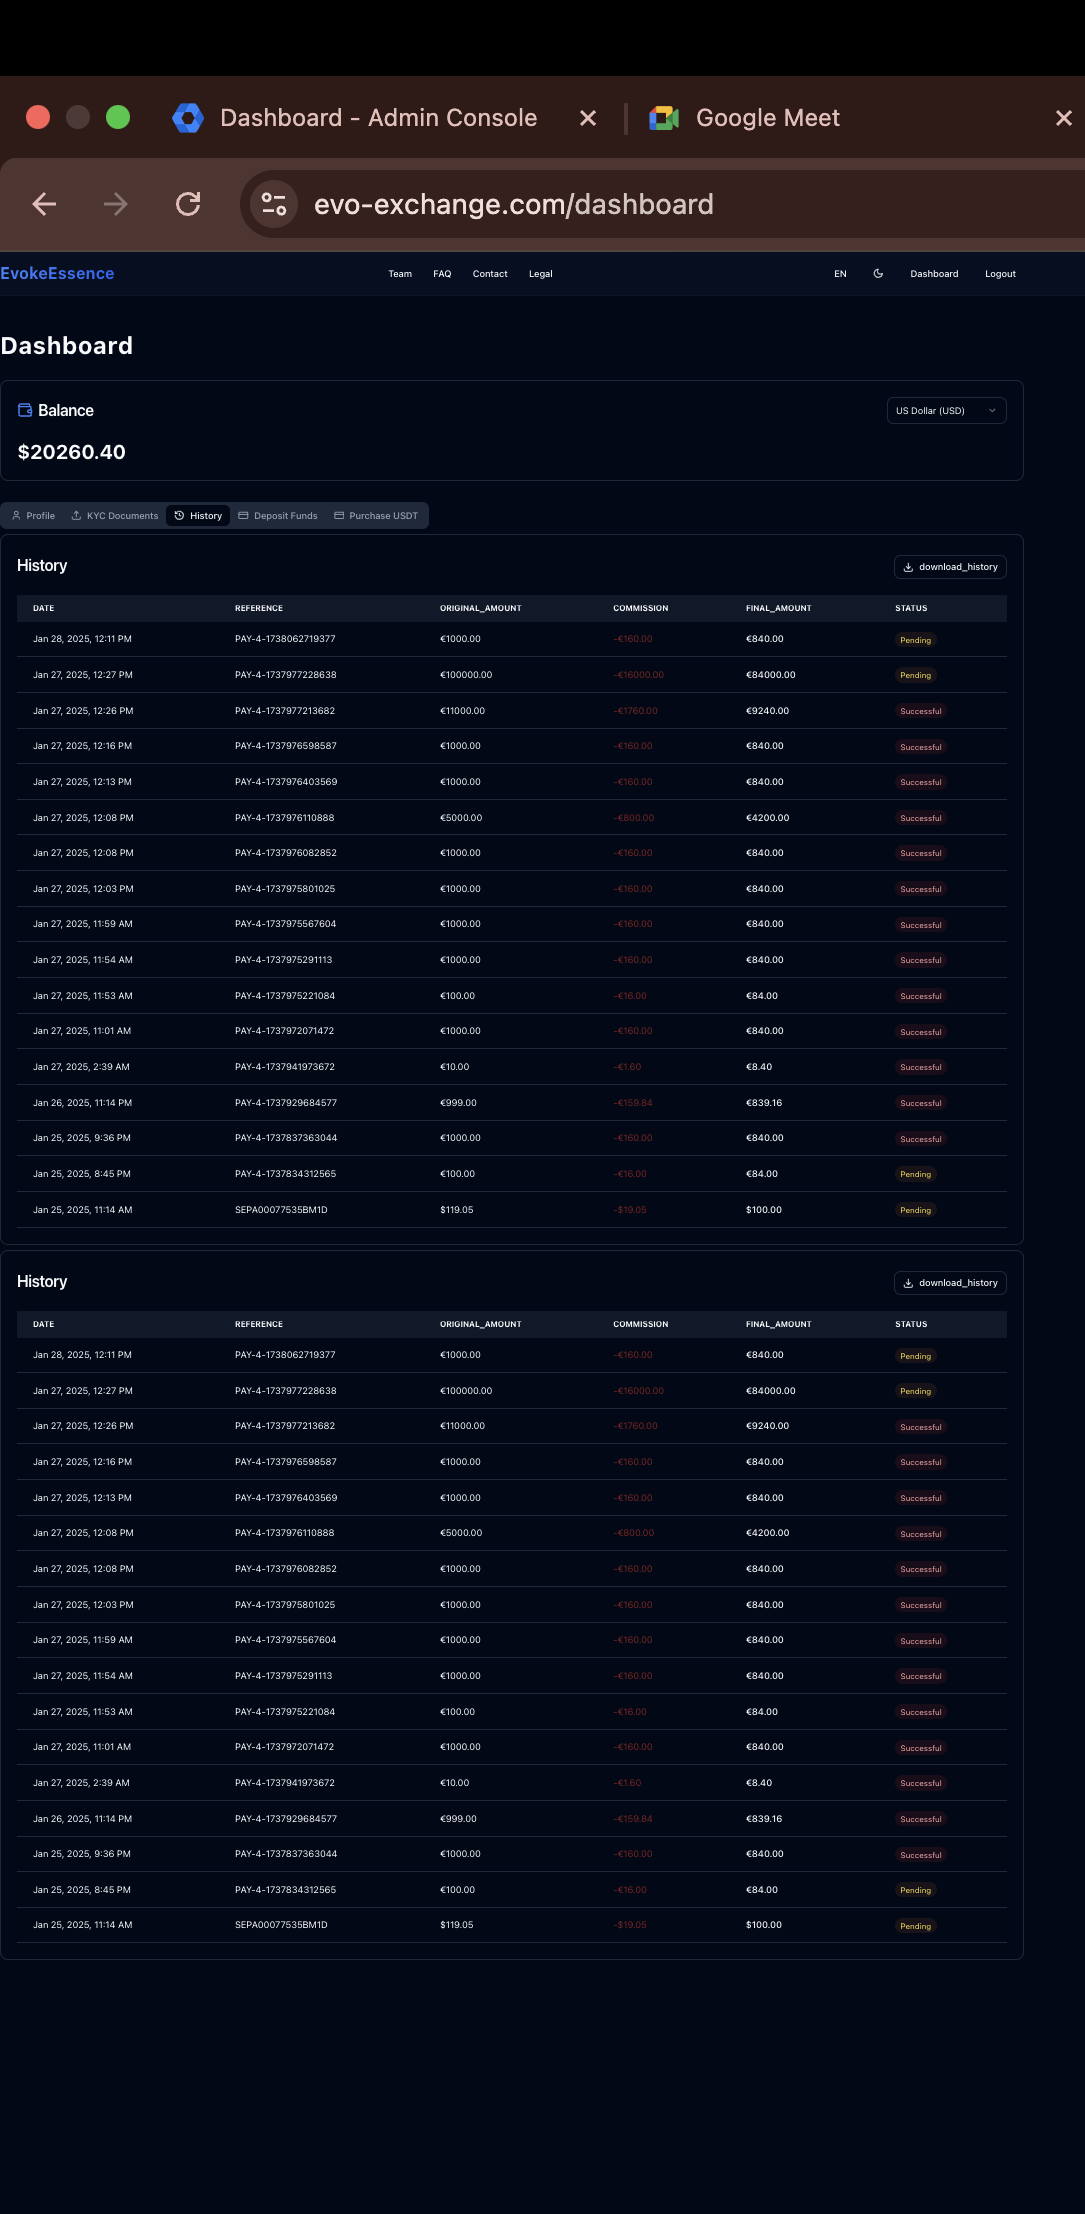 Dashboard - Admin Console
Google Meet
evo-exchange.com/dashboard
EvokeEssence Team FAQ Contact Legal EN Dashboard Logout
Dashboard
Balance US Dollar (USD)
$20260.40
Profile KYC Documents History Deposit Funds Purchase USDT
History download_history
DATE REFERENCE ORIGINAL_AMOUNT COMMISSION FINAL_AMOUNT STATUS
Jan 28, 2025, 12:11 PM PAY-4-1738062719377 €1000.00 -€160.00 €840.00 Pending
Jan 27, 2025, 12:27 PM PAY-4-1737977228638 €100000.00 -€16000.00 €84000.00 Pending
Jan 27, 2025, 12:26 PM PAY-4-1737977213682 €11000.00 -€1760.00 €9240.00 Successful
Jan 27, 2025, 12:16 PM PAY-4-1737976598587 €1000.00 -€160.00 €840.00 Successful
Jan 27, 2025, 12:13 PM PAY-4-1737976403569 €1000.00 -€160.00 €840.00 Successful
Jan 27, 2025, 12:08 PM PAY-4-1737976110888 €5000.00 -€800.00 €4200.00 Successful
Jan 27, 2025, 12:08 PM PAY-4-1737976082852 €1000.00 -€160.00 €840.00 Successful
Jan 27, 2025, 12:03 PM PAY-4-1737975801025 €1000.00 -€160.00 €840.00 Successful
Jan 27, 2025, 11:59 AM PAY-4-1737975567604 €1000.00 -€160.00 €840.00 Successful
Jan 27, 2025, 11:54 AM PAY-4-1737975291113 €1000.00 -€160.00 €840.00 Successful
Jan 27, 2025, 11:53 AM PAY-4-1737975221084 €100.00 -€16.00 €84.00 Successful
Jan 27, 2025, 11:01 AM PAY-4-1737972071472 €1000.00 -€160.00 €840.00 Successful
Jan 27, 2025, 2:39 AM PAY-4-1737941973672 €10.00 -€1.60 €8.40 Successful
Jan 26, 2025, 11:14 PM PAY-4-1737929684577 €999.00 -€159.84 €839.16 Successful
Jan 25, 2025, 9:36 PM PAY-4-1737837363044 €1000.00 -€160.00 €840.00 Successful
Jan 25, 2025, 8:45 PM PAY-4-1737834312565 €100.00 -€16.00 €84.00 Pending
Jan 25, 2025, 11:14 AM SEPA00077535BM1D $119.05 -$19.05 $100.00 Pending
History download_history
DATE REFERENCE ORIGINAL_AMOUNT COMMISSION FINAL_AMOUNT STATUS
Jan 28, 2025, 12:11 PM PAY-4-1738062719377 €1000.00 -€160.00 €840.00 Pending
Jan 27, 2025, 12:27 PM PAY-4-1737977228638 €100000.00 -€16000.00 €84000.00 Pending
Jan 27, 2025, 12:26 PM PAY-4-1737977213682 €11000.00 -€1760.00 €9240.00 Successful
Jan 27, 2025, 12:16 PM PAY-4-1737976598587 €1000.00 -€160.00 €840.00 Successful
Jan 27, 2025, 12:13 PM PAY-4-1737976403569 €1000.00 -€160.00 €840.00 Successful
Jan 27, 2025, 12:08 PM PAY-4-1737976110888 €5000.00 -€800.00 €4200.00 Successful
Jan 27, 2025, 12:08 PM PAY-4-1737976082852 €1000.00 -€160.00 €840.00 Successful
Jan 27, 2025, 12:03 PM PAY-4-1737975801025 €1000.00 -€160.00 €840.00 Successful
Jan 27, 2025, 11:59 AM PAY-4-1737975567604 €1000.00 -€160.00 €840.00 Successful
Jan 27, 2025, 11:54 AM PAY-4-1737975291113 €1000.00 -€160.00 €840.00 Successful
Jan 27, 2025, 11:53 AM PAY-4-1737975221084 €100.00 -€16.00 €84.00 Successful
Jan 27, 2025, 11:01 AM PAY-4-1737972071472 €1000.00 -€160.00 €840.00 Successful
Jan 27, 2025, 2:39 AM PAY-4-1737941973672 €10.00 -€1.60 €8.40 Successful
Jan 26, 2025, 11:14 PM PAY-4-1737929684577 €999.00 -€159.84 €839.16 Successful
Jan 25, 2025, 9:36 PM PAY-4-1737837363044 €1000.00 -€160.00 €840.00 Successful
Jan 25, 2025, 8:45 PM PAY-4-1737834312565 €100.00 -€16.00 €84.00 Pending
Jan 25, 2025, 11:14 AM SEPA00077535BM1D $119.05 -$19.05 $100.00 Pending